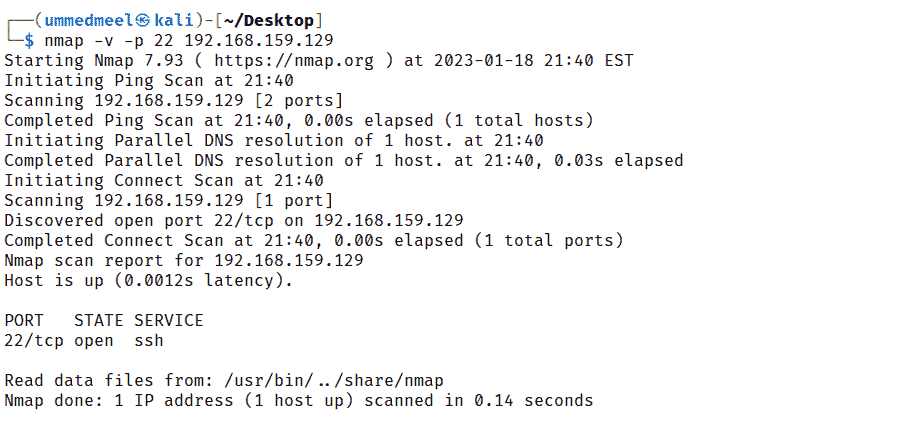 ┌──(ummedmeel㉿kali)-[~/Desktop]
└─$ nmap -v -p 22 192.168.159.129
Starting Nmap 7.93 ( https://nmap.org ) at 2023-01-18 21:40 EST
Initiating Ping Scan at 21:40
Scanning 192.168.159.129 [2 ports]
Completed Ping Scan at 21:40, 0.00s elapsed (1 total hosts)
Initiating Parallel DNS resolution of 1 host. at 21:40
Completed Parallel DNS resolution of 1 host. at 21:40, 0.03s elapsed
Initiating Connect Scan at 21:40
Scanning 192.168.159.129 [1 port]
Discovered open port 22/tcp on 192.168.159.129
Completed Connect Scan at 21:40, 0.00s elapsed (1 total ports)
Nmap scan report for 192.168.159.129
Host is up (0.0012s latency).

PORT   STATE SERVICE
22/tcp open  ssh

Read data files from: /usr/bin/../share/nmap
Nmap done: 1 IP address (1 host up) scanned in 0.14 seconds